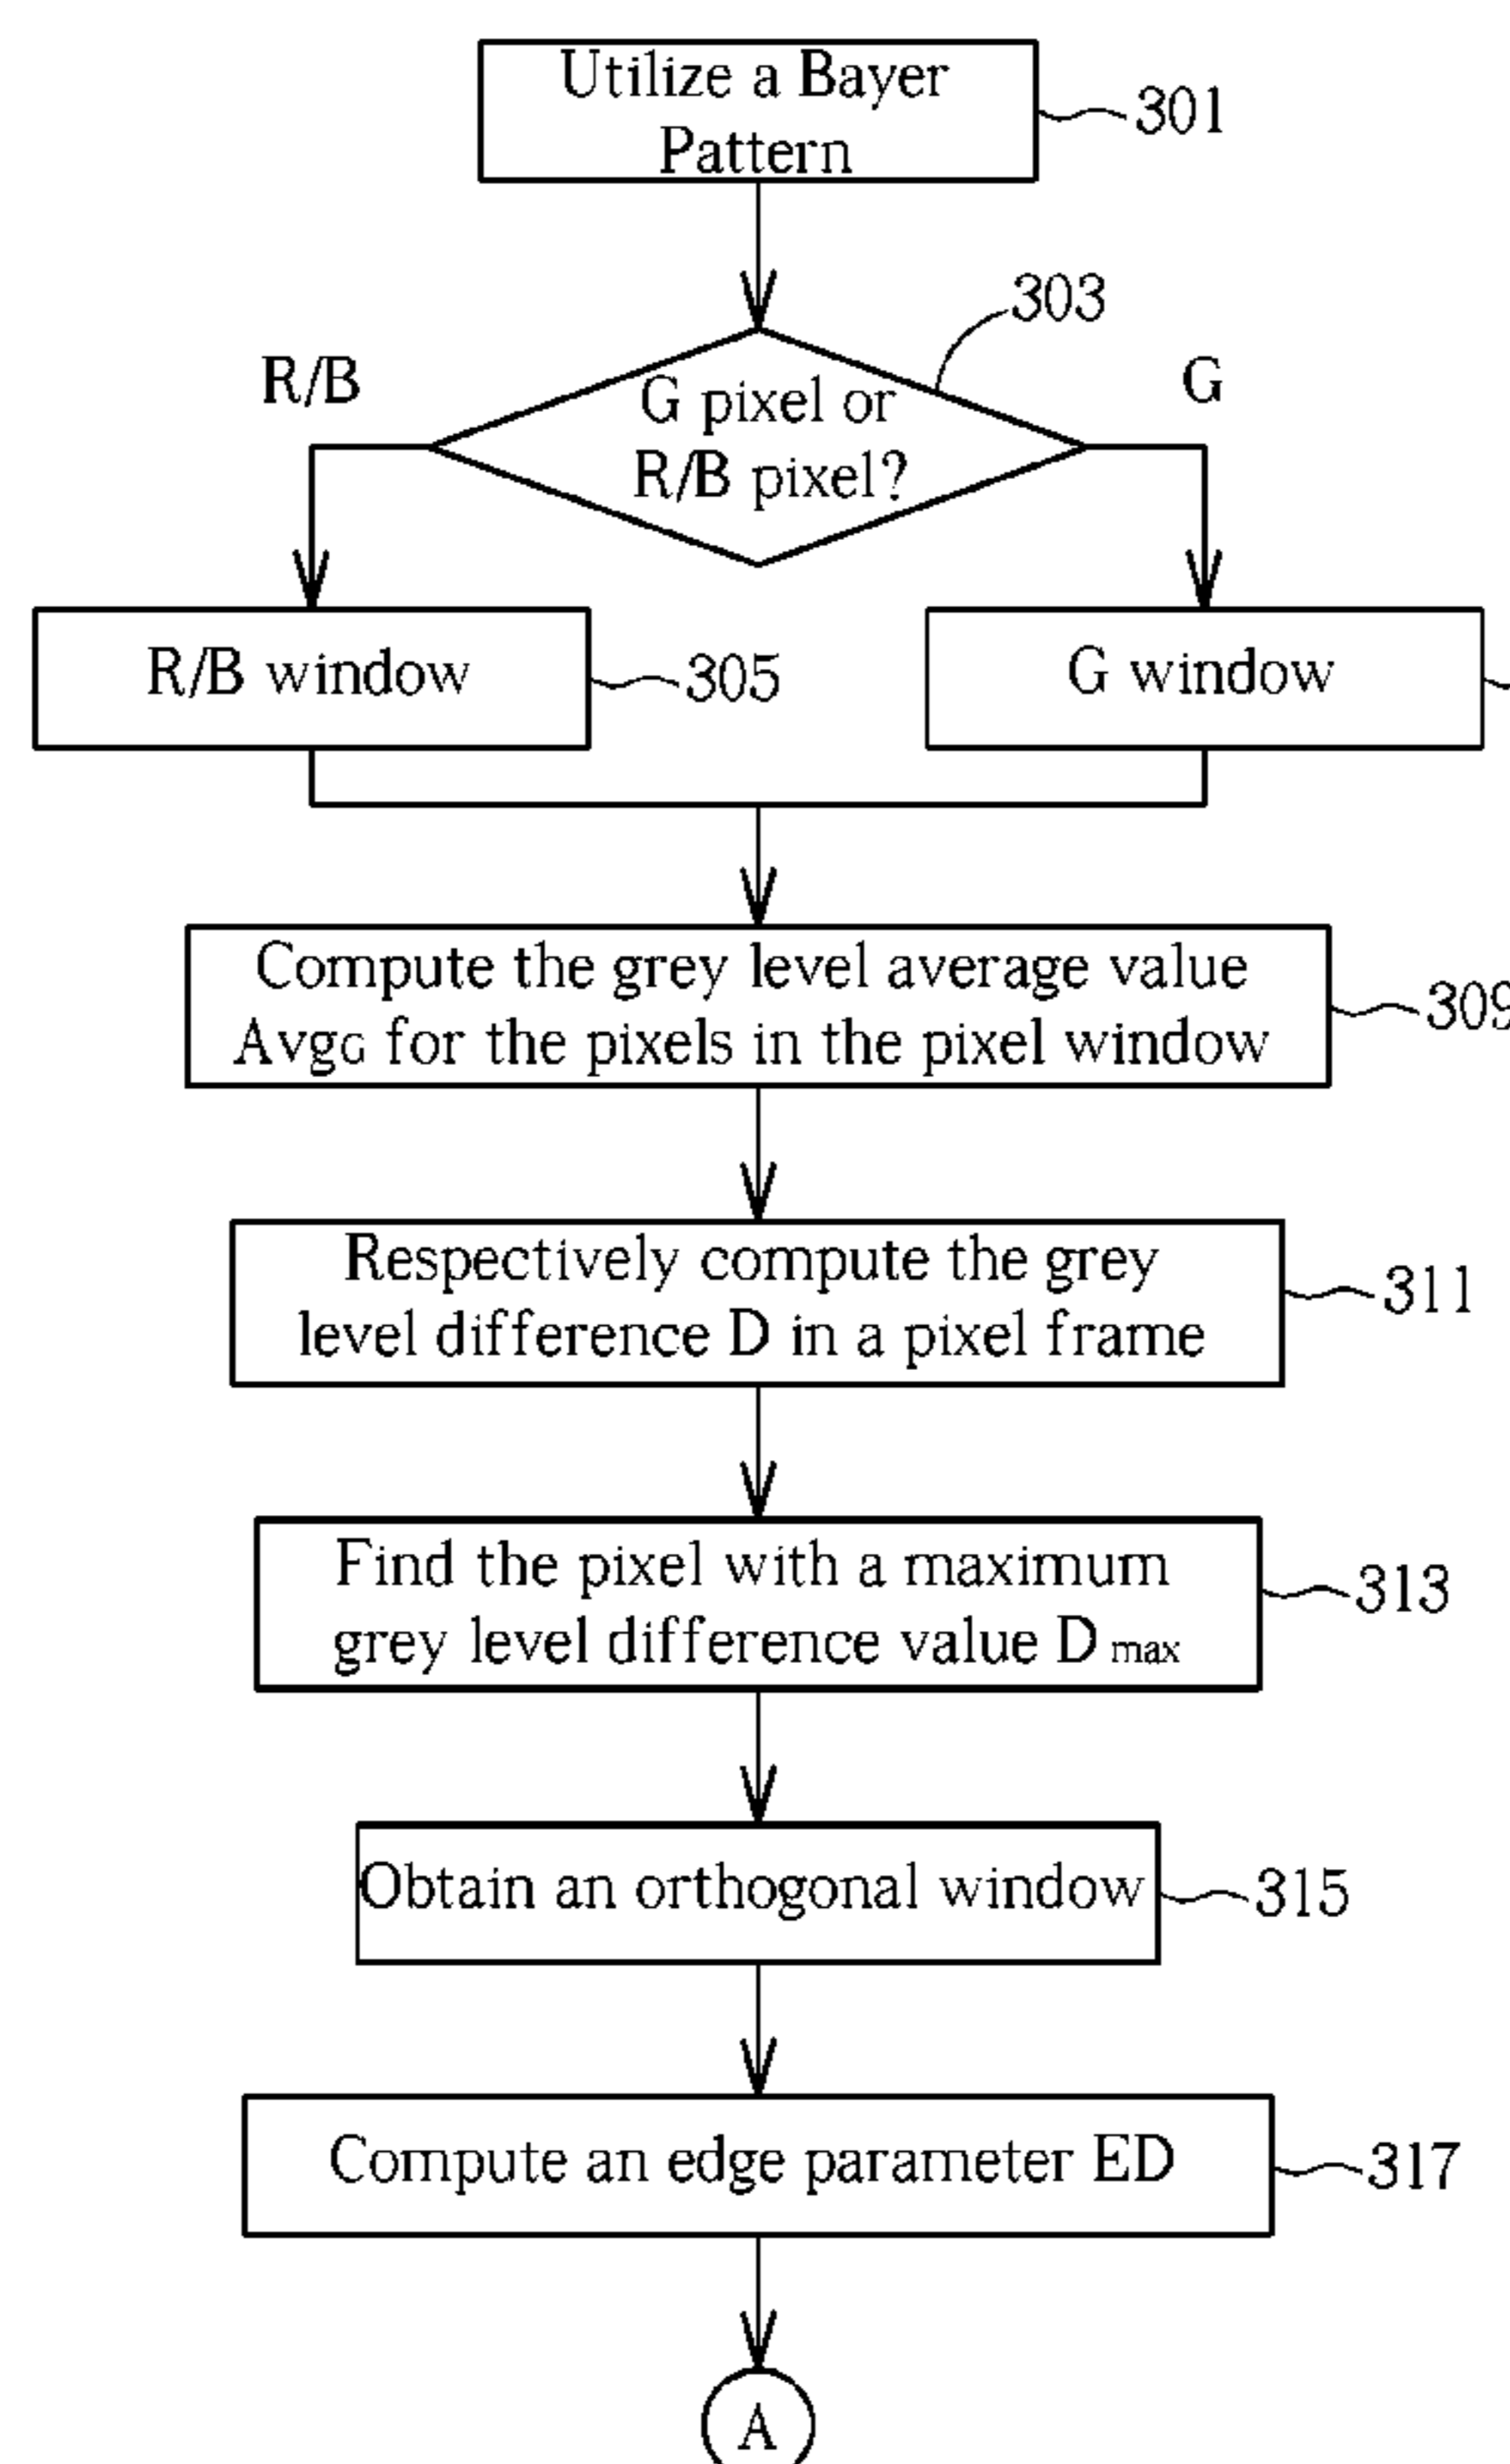 Utilize a Bayer
Pattern
301
303
R/B
G
G pixel or
R/B pixel?
R/B window
305
G window
Compute the grey level average value
AvgG for the pixels in the pixel window
309
Respectively compute the grey
level difference D in a pixel frame
311
Find the pixel with a maximum
grey level difference value D max
313
Obtain an orthogonal window
315
Compute an edge parameter ED
317
A